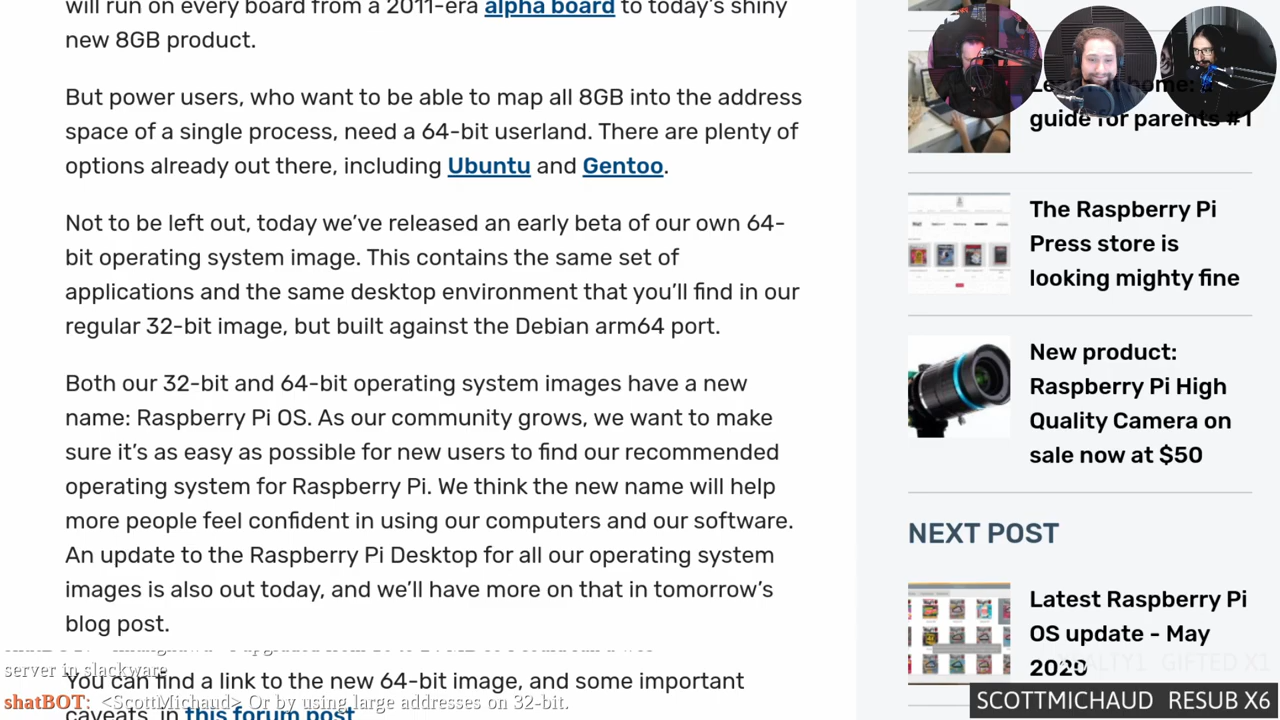 will run on every board from a 2011-era alpha board to today's shiny
new 8GB product.
But power users, who want to be able to map all 8GB into the address
space of a single process, need a 64-bit userland. There are plenty of
options already out there, including Ubuntu and Gentoo.
Not to be left out, today we've released an early beta of our own 64-
bit operating system image. This contains the same set of
applications and the same desktop environment that you'll find in our
regular 32-bit image, but built against the Debian arm64 port.
Both our 32-bit and 64-bit operating system images have a new
name: Raspberry Pi OS. As our community grows, we want to make
sure it's as easy as possible for new users to find our recommended
operating system for Raspberry Pi. We think the new name will help
more people feel confident in using our computers and our software.
An update to the Raspberry Pi Desktop for all our operating system
images is also out today, and we'll have more on that in tomorrow's
blog post.
You can find a link to the new 64-bit image, and some important
caveats, in this forum post
server in slackware
shatBOT: <ScottMichaud> Or by using large addresses on 32-bit.
home: a
guide for parents #1
The Raspberry Pi
Press store is
looking mighty fine
New product:
Raspberry Pi High
Quality Camera on
sale now at $50
NEXT POST
Latest Raspberry Pi
OS update - May
2020
GIFTED X1
SCOTTMICHAUD RESUB X6